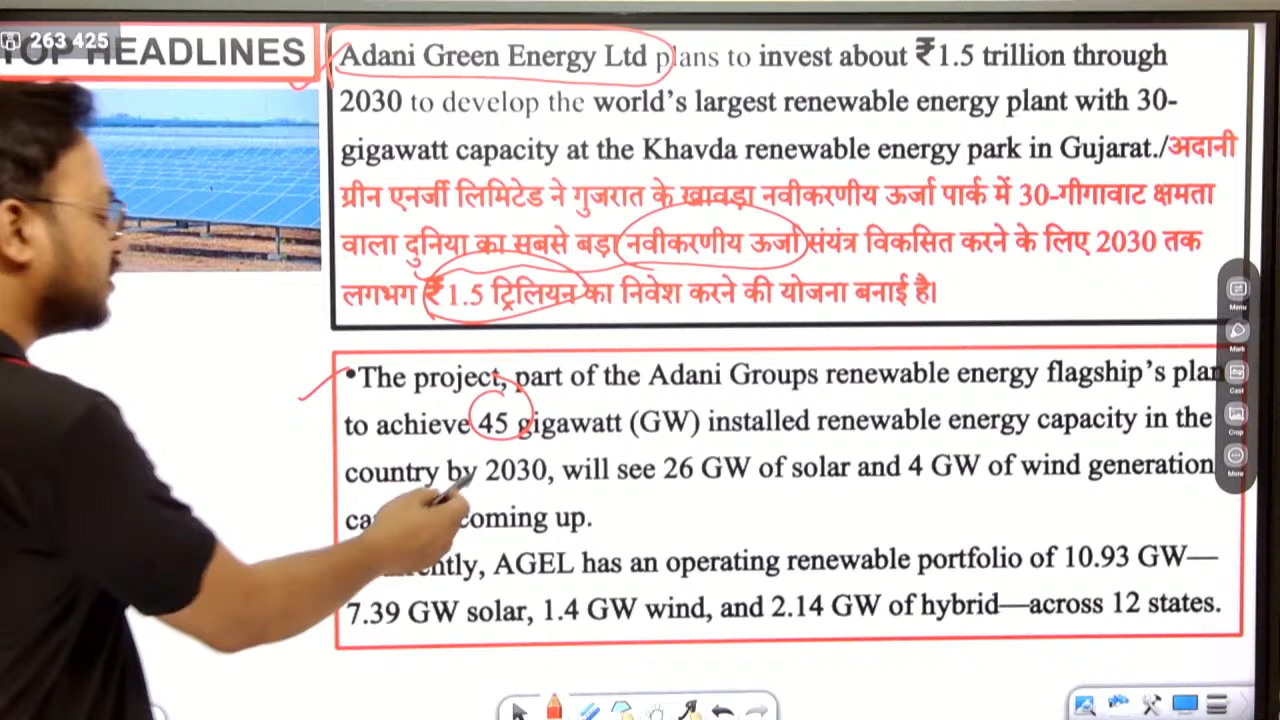 263 425
TOP HEADLINES
Adani Green Energy Ltd plans to invest about ₹1.5 trillion through
2030 to develop the world's largest renewable energy plant with 30-
gigawatt capacity at the Khavda renewable energy park in Gujarat./अदानी
ग्रीन एनर्जी लिमिटेड ने गुजरात के खावड़ा नवीकरणीय ऊर्जा पार्क में 30-गीगावाट क्षमता
वाला दुनिया का सबसे बड़ा नवीकरणीय ऊर्जा संयंत्र विकसित करने के लिए 2030 तक
लगभग ₹1.5 ट्रिलियन का निवेश करने की योजना बनाई है।
•The project, part of the Adani Groups renewable energy flagship's plan
to achieve 45 gigawatt (GW) installed renewable energy capacity in the
country by 2030, will see 26 GW of solar and 4 GW of wind generation
coming up.
AGEL has an operating renewable portfolio of 10.93 GW—
7.39 GW solar, 1.4 GW wind, and 2.14 GW of hybrid—across 12 states.
Menu
Mark
Cast
Crop
More